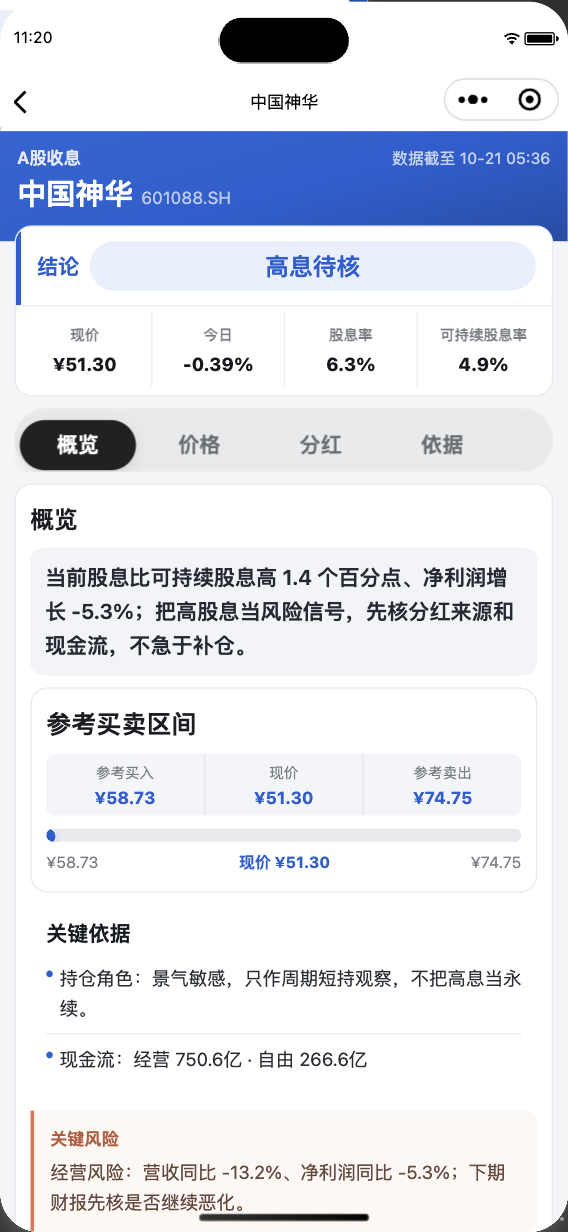 11:20
中国神华
A股收息
数据截至 10-21 05:36
中国神华 601088.SH
结论
高息待核
现价
今日
股息率
可持续股息率
¥51.30
-0.39%
6.3%
4.9%
概览
价格
分红
依据
概览
当前股息比可持续股息高 1.4 个百分点、净利润增
长 -5.3%；把高股息当风险信号，先核分红来源和
现金流，不急于补仓。
参考买卖区间
参考买入
现价
参考卖出
¥58.73
¥51.30
¥74.75
¥58.73
现价 ¥51.30
¥74.75
关键依据
持仓角色：景气敏感，只作周期短持观察，不把高息当永
续。
现金流：经营 750.6亿 · 自由 266.6亿
关键风险
经营风险：营收同比 -13.2%、净利润同比 -5.3%；下期
财报先核是否继续恶化。